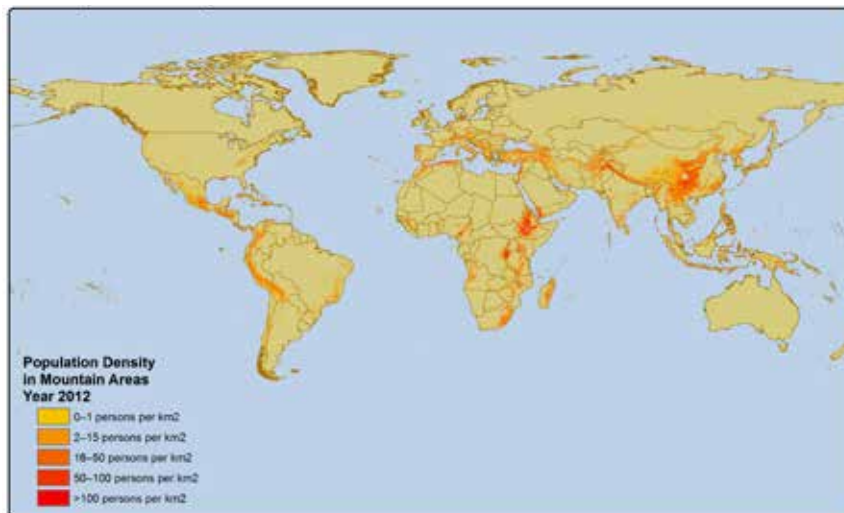 Population Density
in Mountain Areas
Year 2012
0–1 persons per km2
2–15 persons per km2
16–50 persons per km2
50–100 persons per km2
>100 persons per km2